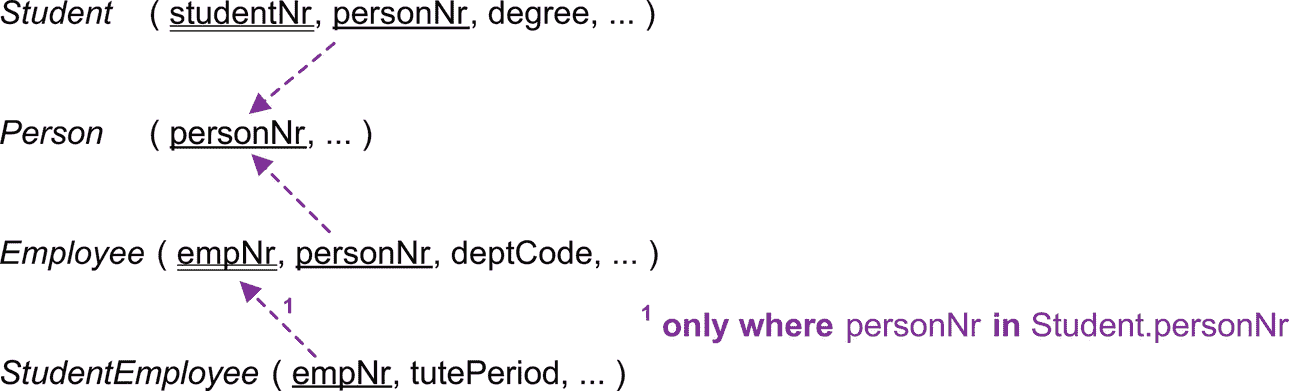 Student ( studentNr, personNr, degree, ... )
Person ( personNr, ... )
Employee ( empNr, personNr, deptCode, ... )
1
1 only where personNr in Student.personNr
StudentEmployee ( empNr, tutePeriod, ... )